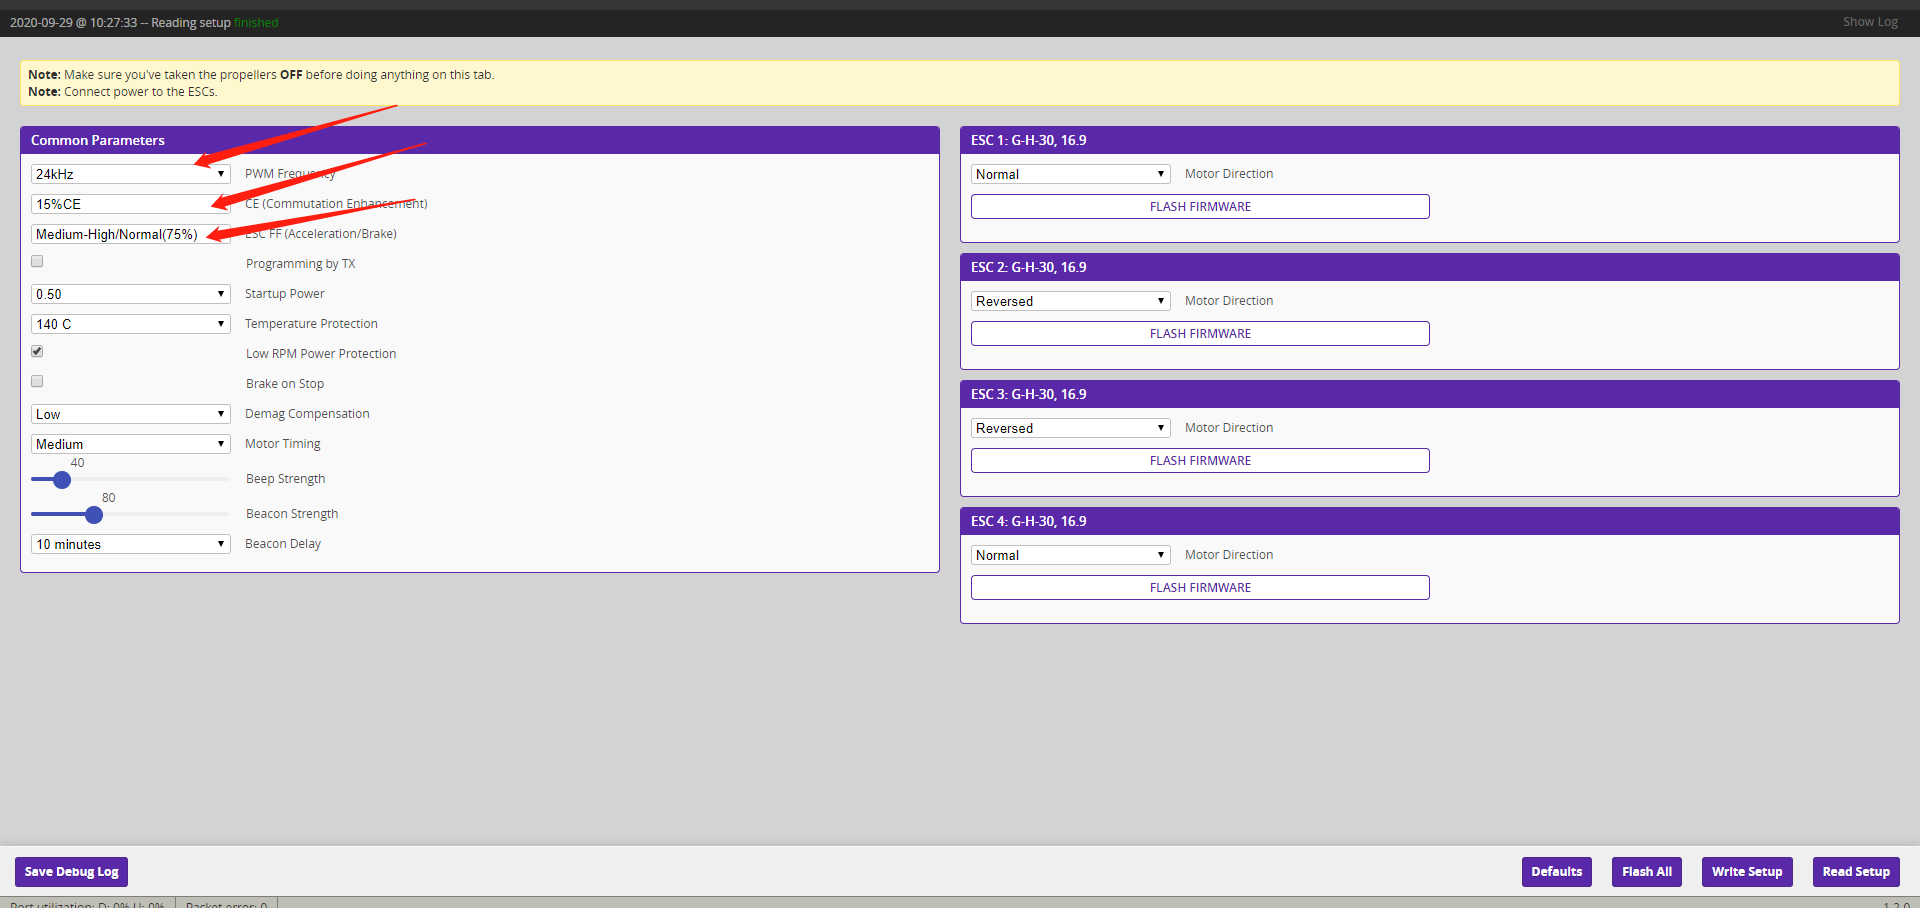 2020-09-29 @ 10:27:33 -- Reading setup finished
Show Log
Note: Make sure you've taken the propellers OFF before doing anything on this tab.
Note: Connect power to the ESCs.
Common Parameters
24kHz PWM Frequency
15%CE CE (Commutation Enhancement)
Medium-High/Normal(75%) ESC FF (Acceleration/Brake)
Programming by TX
0.50 Startup Power
140 C Temperature Protection
Low RPM Power Protection
Brake on Stop
Low Demag Compensation
Medium Motor Timing
40
Beep Strength
80
Beacon Strength
10 minutes Beacon Delay
ESC 1: G-H-30, 16.9
Normal Motor Direction
FLASH FIRMWARE
ESC 2: G-H-30, 16.9
Reversed Motor Direction
FLASH FIRMWARE
ESC 3: G-H-30, 16.9
Reversed Motor Direction
FLASH FIRMWARE
ESC 4: G-H-30, 16.9
Normal Motor Direction
FLASH FIRMWARE
Save Debug Log
Defaults
Flash All
Write Setup
Read Setup
Port utilization: D: 0% U: 0%
Packet error: 0
1.2.0